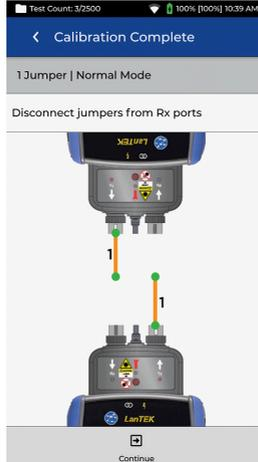 Test Count: 3/2500 100% [100%] 10:39 AM
Calibration Complete
1 Jumper | Normal Mode
Disconnect jumpers from Rx ports
LanTEK
1
1
LanTEK
Continue